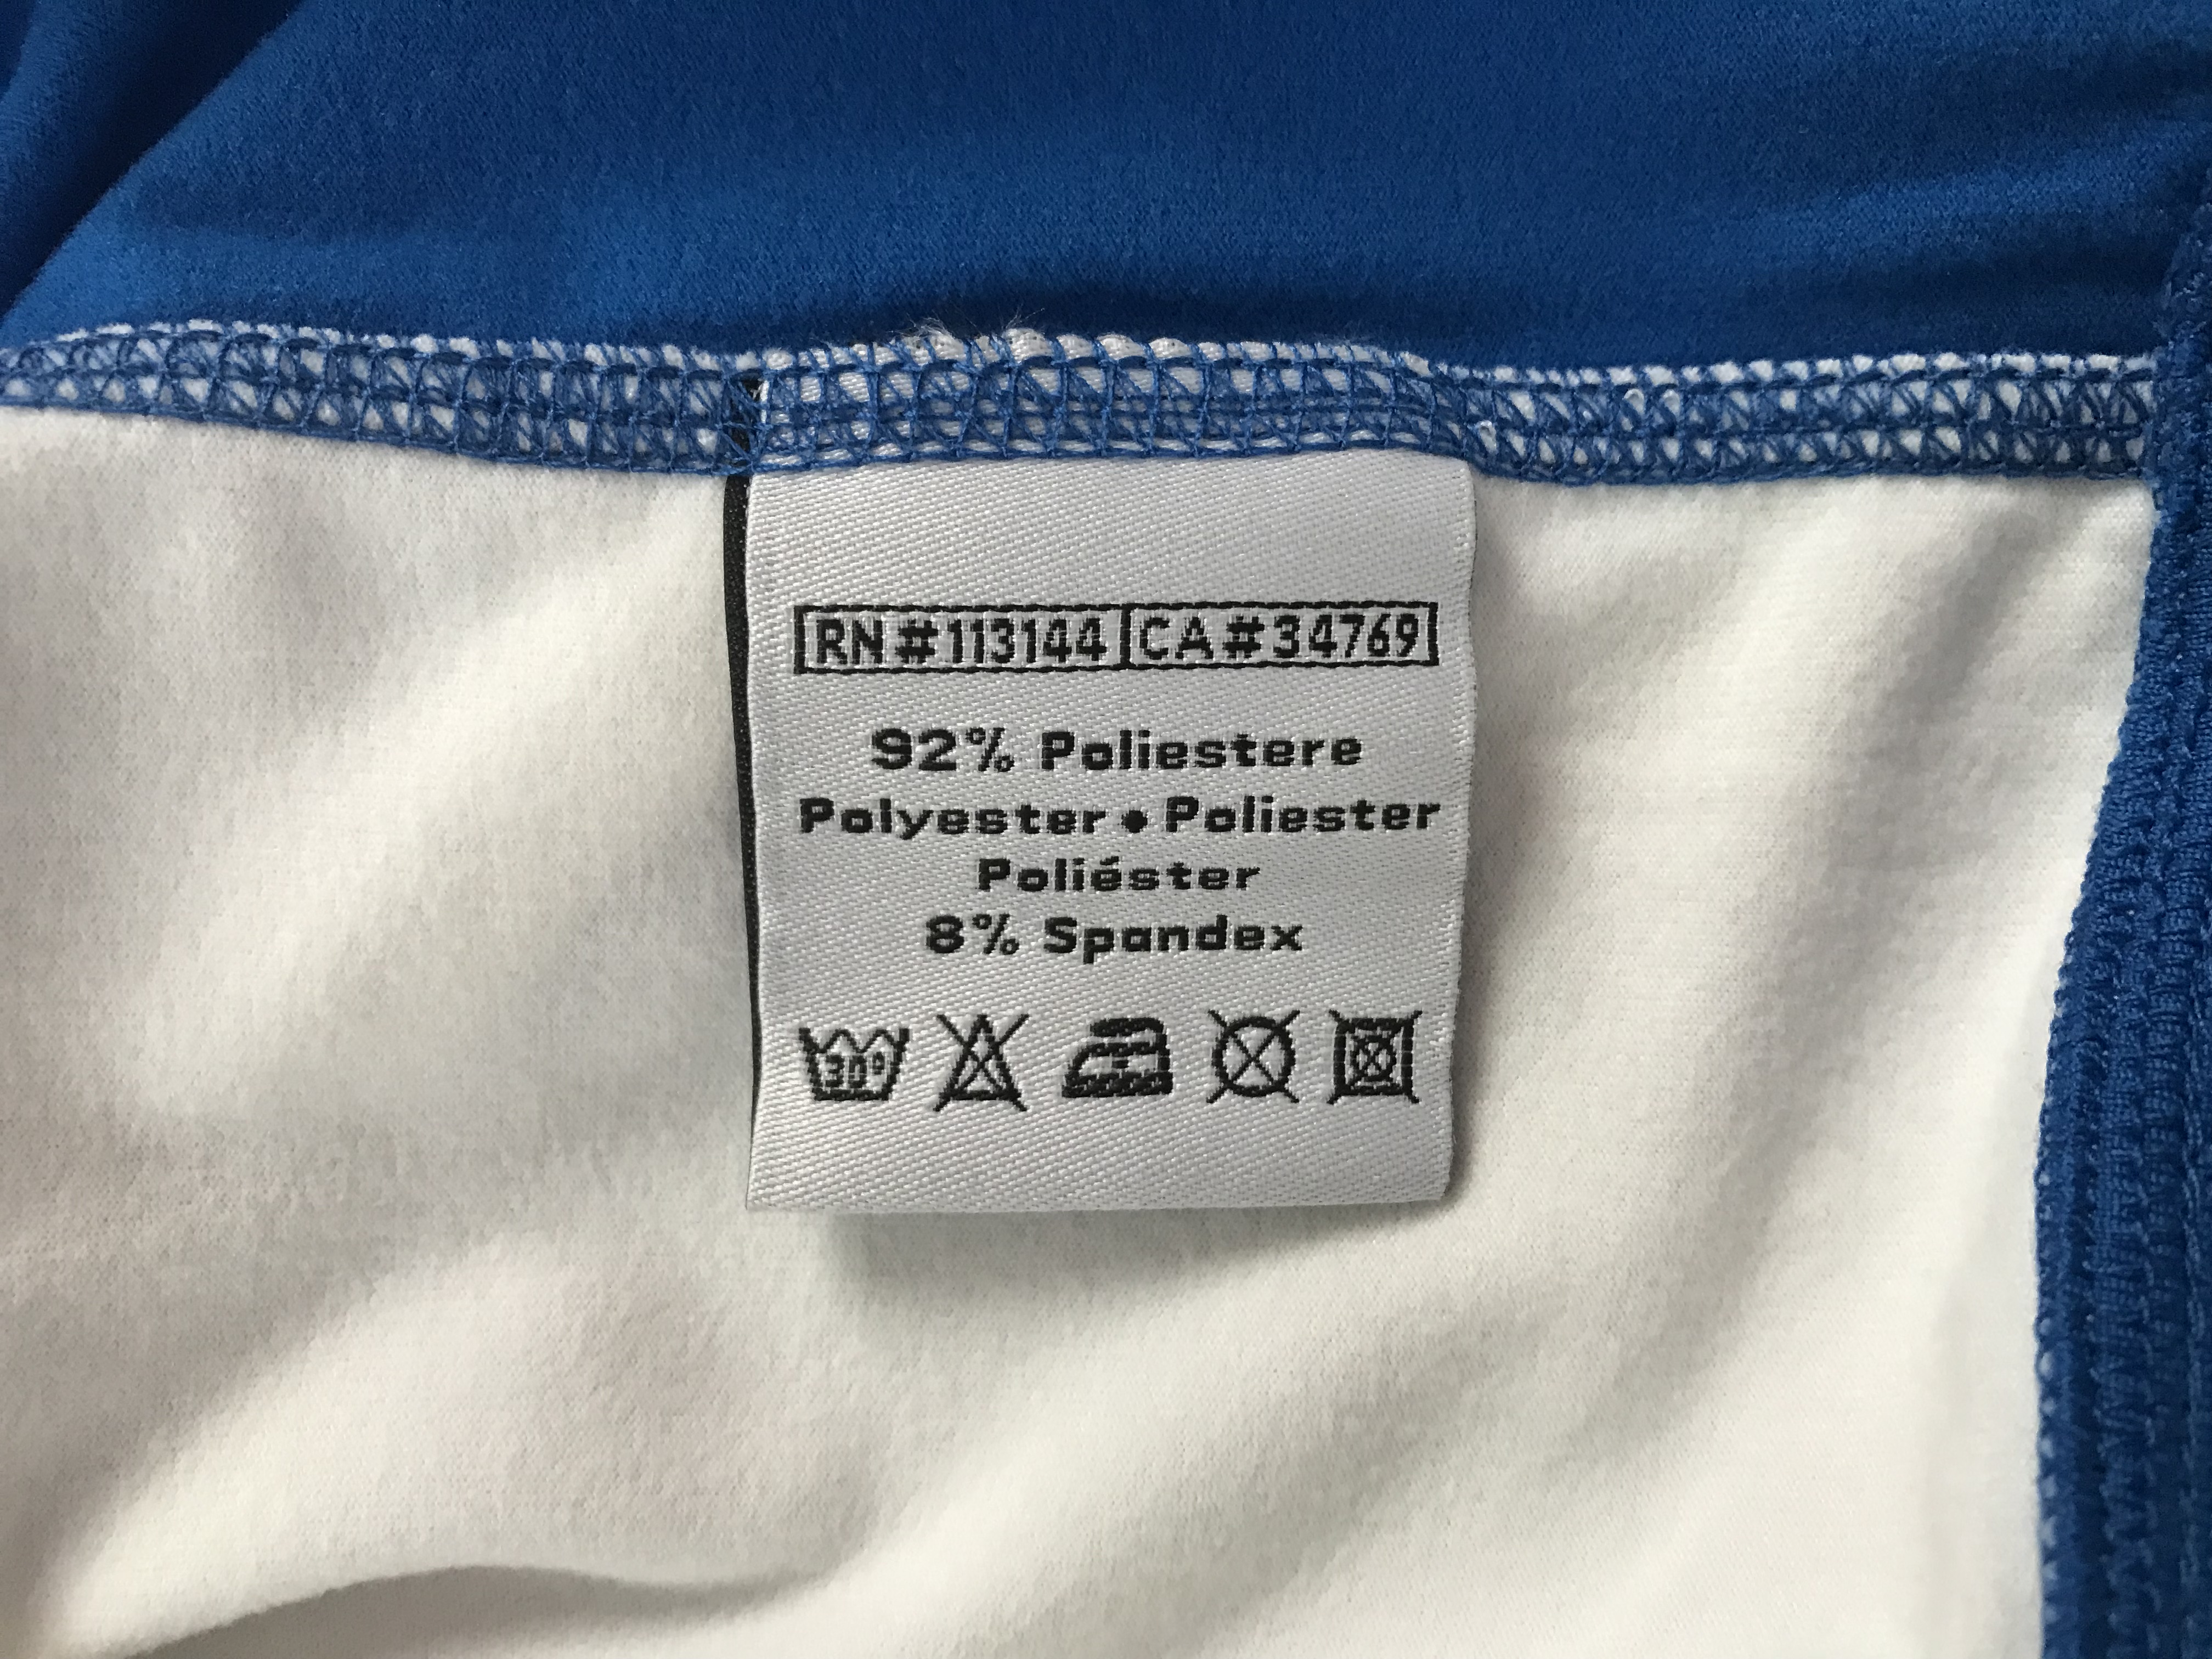 RN#113144 CA#34769
92% Poliestere
Polyester • Poliester
Poliéster
8% Spandex
30°